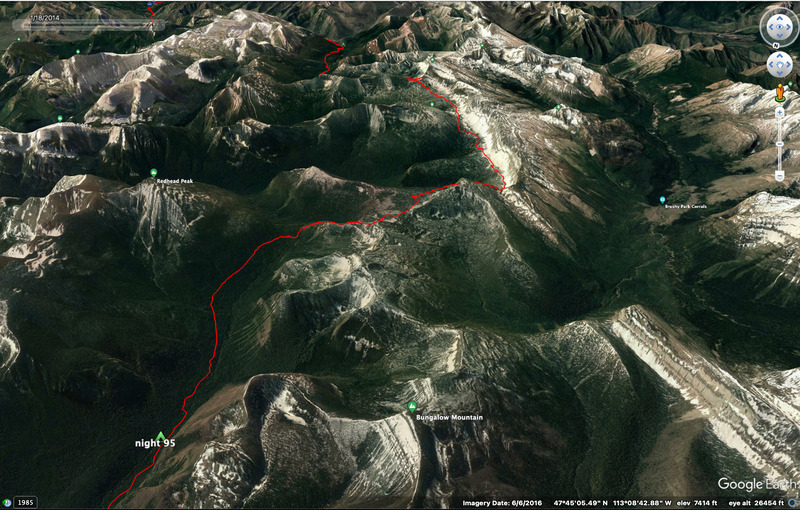 1/18/2014
N
Redhead Peak
Brushy Park Corrals
Bungalow Mountain
night 95
Google Earth
1985
Imagery Date: 6/6/2016 47°45'05.49" N 113°08'42.88" W elev 7414 ft eye alt 26454 ft